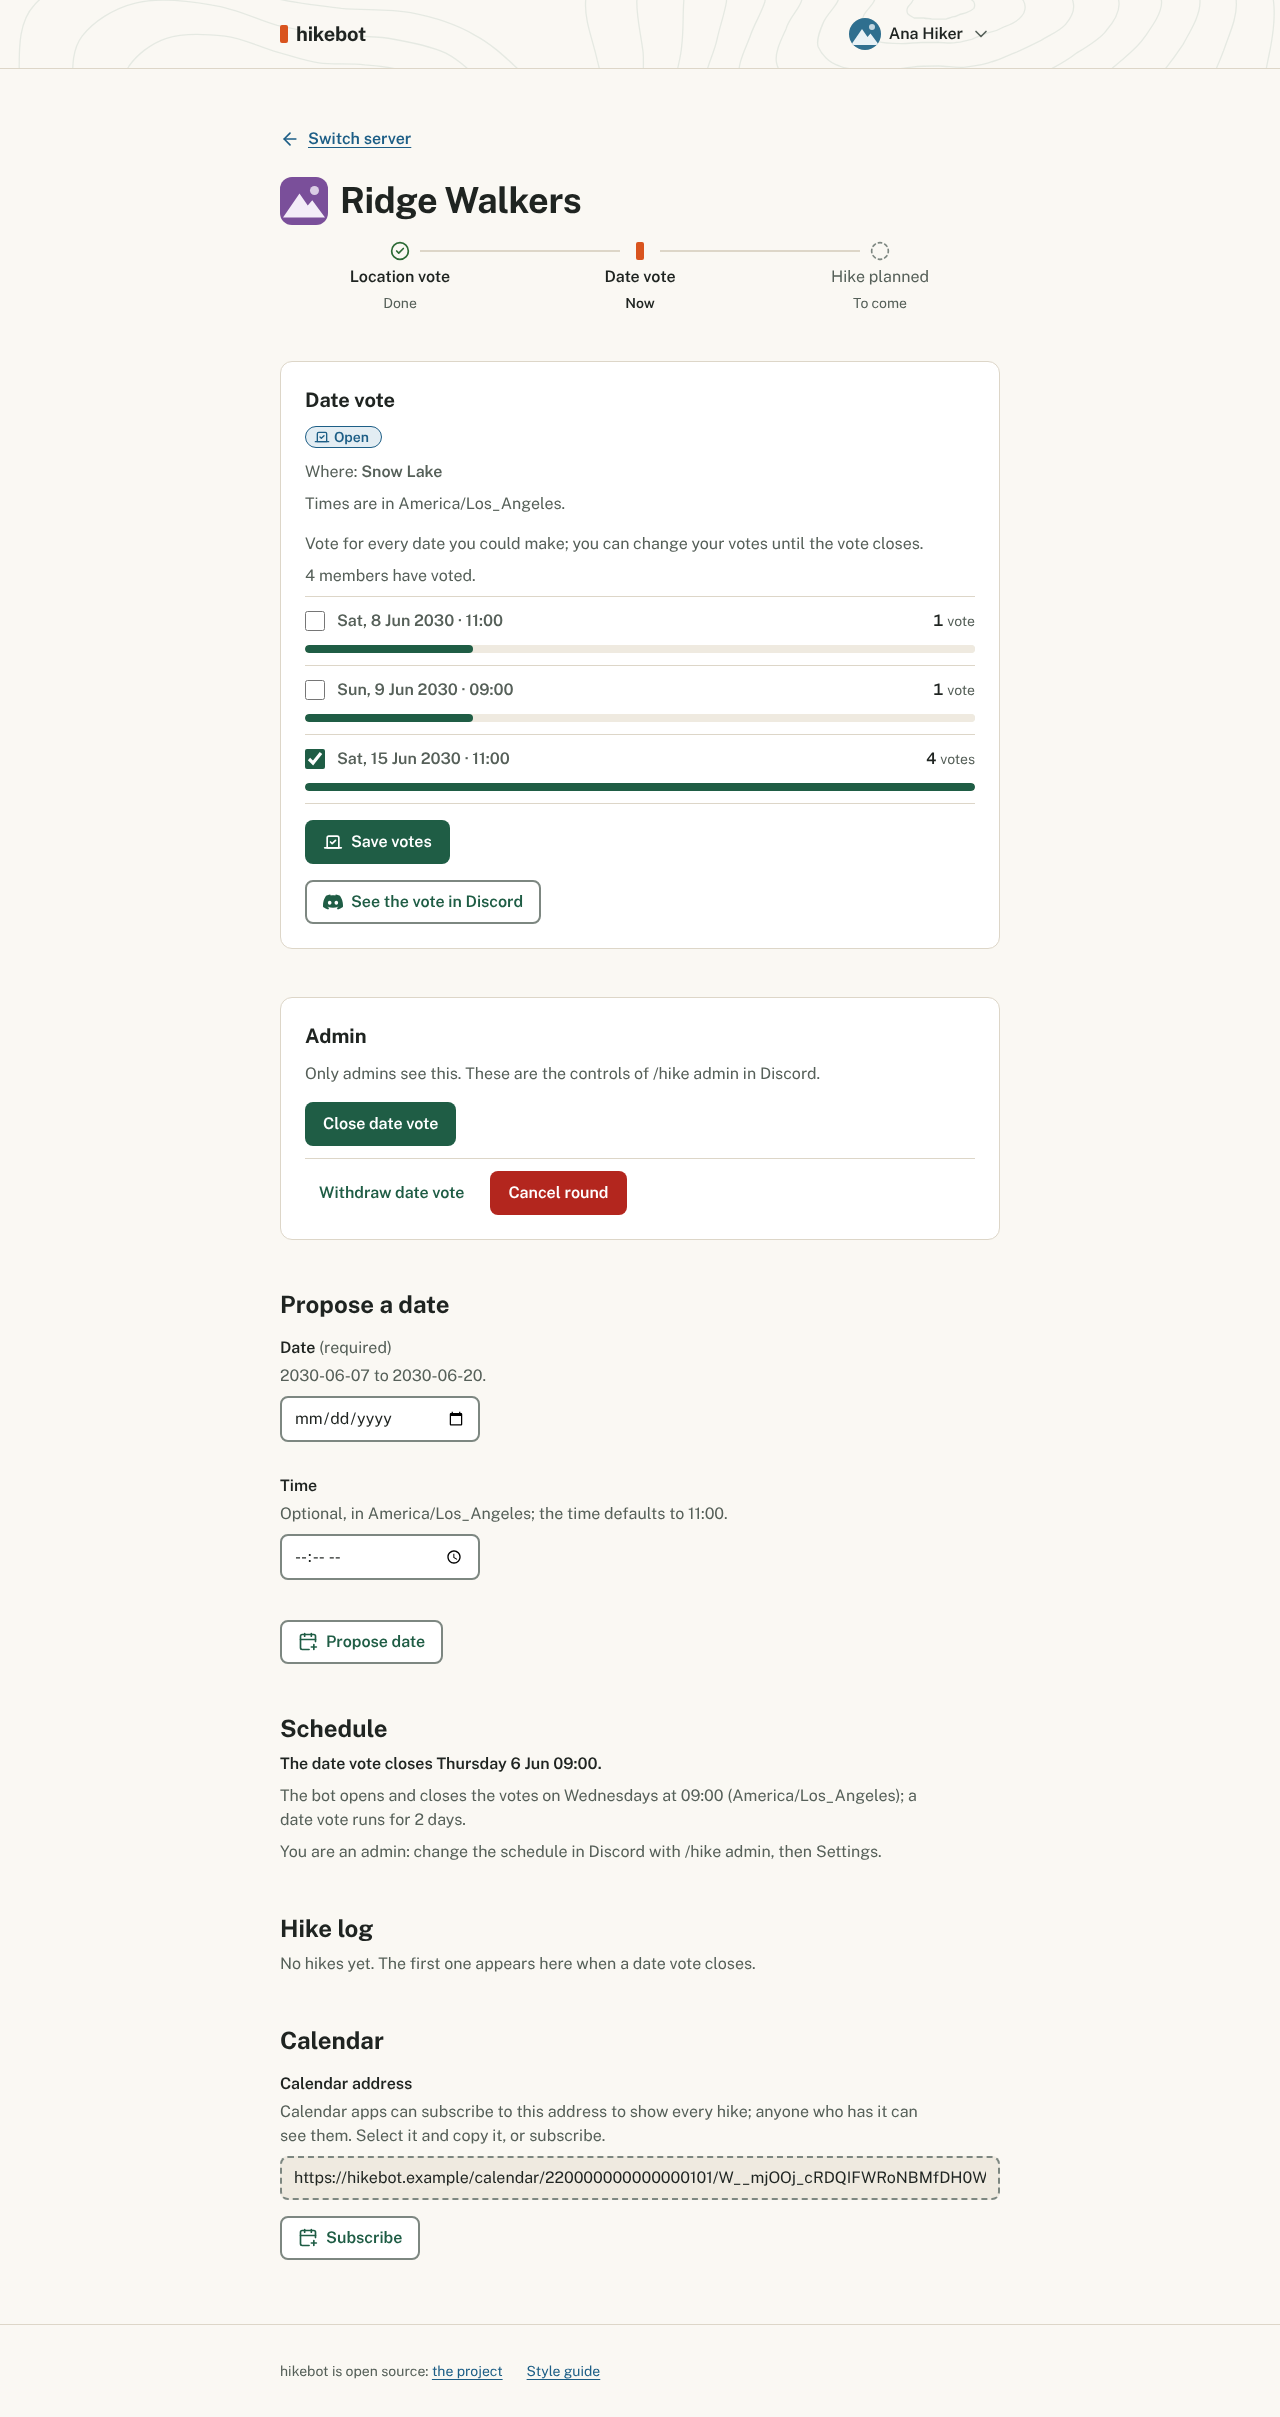 hikebot
Ana Hiker
Switch server
Ridge Walkers
Location vote
Done
Date vote
Now
Hike planned
To come
Date vote
Open
Where: Snow Lake
Times are in America/Los_Angeles.
Vote for every date you could make; you can change your votes until the vote closes.
4 members have voted.
Sat, 8 Jun 2030 · 11:00
1 vote
Sun, 9 Jun 2030 · 09:00
1 vote
Sat, 15 Jun 2030 · 11:00
4 votes
Save votes
See the vote in Discord
Admin
Only admins see this. These are the controls of /hike admin in Discord.
Close date vote
Withdraw date vote
Cancel round
Propose a date
Date (required)
2030-06-07 to 2030-06-20.
mm/dd/yyyy
Time
Optional, in America/Los_Angeles; the time defaults to 11:00.
--:-- --
Propose date
Schedule
The date vote closes Thursday 6 Jun 09:00.
The bot opens and closes the votes on Wednesdays at 09:00 (America/Los_Angeles); a
date vote runs for 2 days.
You are an admin: change the schedule in Discord with /hike admin, then Settings.
Hike log
No hikes yet. The first one appears here when a date vote closes.
Calendar
Calendar address
Calendar apps can subscribe to this address to show every hike; anyone who has it can
see them. Select it and copy it, or subscribe.
https://hikebot.example/calendar/220000000000000101/W__mjOOj_cRDQIFWRoNBMfDH0W
Subscribe
hikebot is open source: the project
Style guide